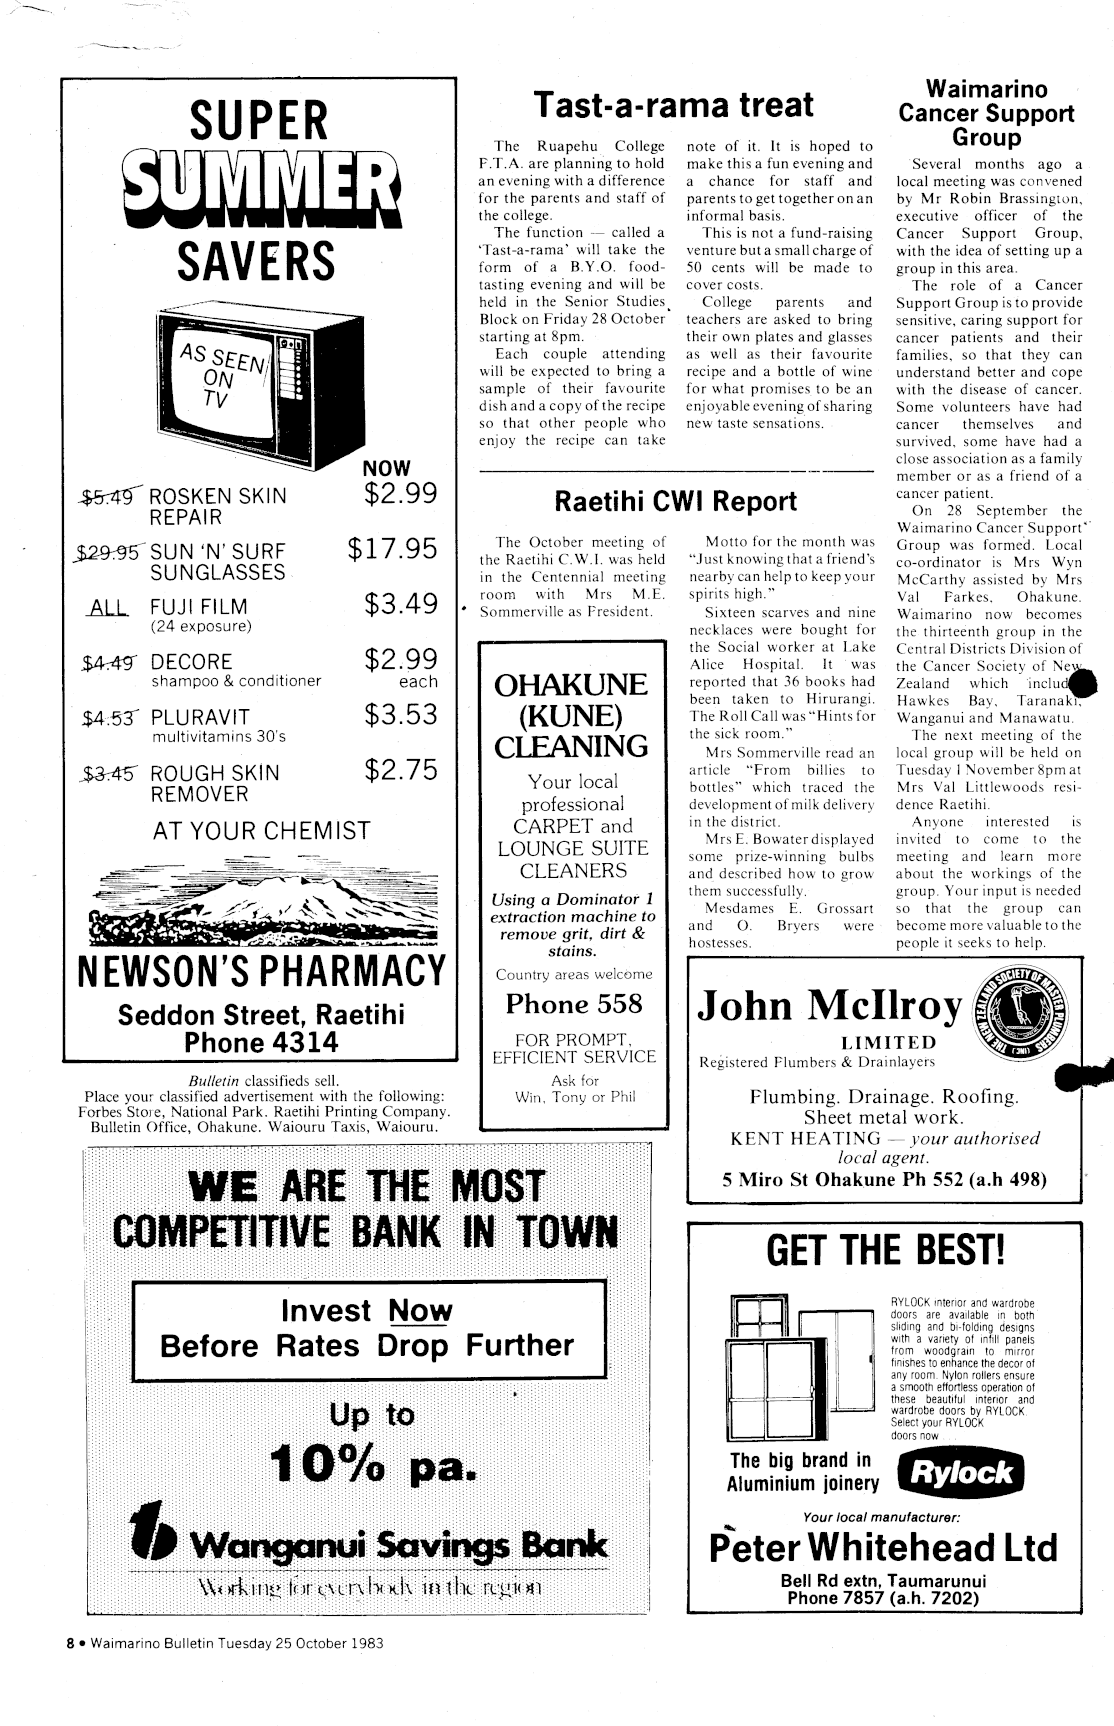 SUPER
SUMMER
SAVERS
AS SEEN
ON
TV
NOW
$5.49 ROSKEN SKIN $2.99
REPAIR
$29.95 SUN ‘N’ SURF $17.95
SUNGLASSES
ALL FUJI FILM $3.49
(24 exposure)
$4.49 DECORE $2.99
shampoo & conditioner each
$4.53 PLURAVIT $3.53
multivitamins 30's
$3.45 ROUGH SKIN $2.75
REMOVER
AT YOUR CHEMIST
NEWSON'S PHARMACY
Seddon Street, Raetihi
Phone 4314
Bulletin classifieds sell.
Place your classified advertisement with the following:
Forbes Store, National Park. Raetihi Printing Company.
Bulletin Office, Ohakune. Waiouru Taxis, Waiouru.
Tast-a-rama treat
The Ruapehu College
F.T.A. are planning to hold
an evening with a difference
for the parents and staff of
the college.
The function — called a
‘Tast-a-rama’ will take the
form of a B.Y.O. food-
tasting evening and will be
held in the Senior Studies
Block on Friday 28 October
starting at 8pm.
Each couple attending
will be expected to bring a
sample of their favourite
dish and a copy of the recipe
so that other people who
enjoy the recipe can take
note of it. It is hoped to
make this a fun evening and
a chance for staff and
parents to get together on an
informal basis.
This is not a fund-raising
venture but a small charge of
50 cents will be made to
cover costs.
College parents and
teachers are asked to bring
their own plates and glasses
as well as their favourite
recipe and a bottle of wine
for what promises to be an
enjoyable evening of sharing
new taste sensations.
Raetihi CWI Report
The October meeting of
the Raetihi C.W.I. was held
in the Centennial meeting
room with Mrs M.E.
Sommerville as President.
Motto for the month was
“Just knowing that a friend's
nearby can help to keep your
spirits high.”
Sixteen scarves and nine
necklaces were bought for
the Social worker at Lake
Alice Hospital. It was
reported that 36 books had
been taken to Hirurangi.
The Roll Call was “Hints for
the sick room.”
Mrs Sommerville read an
article “From billies to
bottles” which traced the
development of milk delivery
in the district.
Mrs E. Bowater displayed
some prize-winning bulbs
and described how to grow
them successfully.
Mesdames E. Grossart
and O. Bryers were
hostesses.
Waimarino
Cancer Support
Group
Several months ago a
local meeting was convened
by Mr Robin Brassington,
executive officer of the
Cancer Support Group,
with the idea of setting up a
group in this area.
The role of a Cancer
Support Group is to provide
sensitive, caring support for
cancer patients and their
families, so that they can
understand better and cope
with the disease of cancer.
Some volunteers have had
cancer themselves and
survived, some have had a
close association as a family
member or as a friend of a
cancer patient.
On 28 September the
Waimarino Cancer Support
Group was formed. Local
co-ordinator is Mrs Wyn
McCarthy assisted by Mrs
Val Farkes, Ohakune.
Waimarino now becomes
the thirteenth group in the
Central Districts Division of
the Cancer Society of New
Zealand which includ
Hawkes Bay, Taranaki,
Wanganui and Manawatu.
The next meeting of the
local group will be held on
Tuesday 1 November 8pm at
Mrs Val Littlewoods resi-
dence Raetihi.
Anyone interested is
invited to come to the
meeting and learn more
about the workings of the
group. Your input is needed
so that the group can
become more valuable to the
people it seeks to help.
OHAKUNE
(KUNE)
CLEANING
Your local
professional
CARPET and
LOUNGE SUITE
CLEANERS
Using a Dominator 1
extraction machine to
remove grit, dirt &
stains.
Country areas welcome
Phone 558
FOR PROMPT,
EFFICIENT SERVICE
Ask for
Win, Tony or Phil
John McIlroy
LIMITED
Registered Plumbers & Drainlayers
THE NEW ZEALAND SOCIETY OF MASTER PLUMBERS (INC)
Plumbing. Drainage. Roofing.
Sheet metal work.
KENT HEATING — your authorised
local agent.
5 Miro St Ohakune Ph 552 (a.h 498)
WE ARE THE MOST
COMPETITIVE BANK IN TOWN
Invest Now
Before Rates Drop Further
Up to
10% pa.
Wanganui Savings Bank
Working for everybody in the region
GET THE BEST!
RYLOCK interior and wardrobe
doors are available in both
sliding and bi-folding designs
with a variety of infill panels
from woodgrain to mirror
finishes to enhance the decor of
any room. Nylon rollers ensure
a smooth effortless operation of
these beautiful interior and
wardrobe doors by RYLOCK.
Select your RYLOCK
doors now . . .
The big brand in
Aluminium joinery
Rylock
Your local manufacturer:
Peter Whitehead Ltd
Bell Rd extn, Taumarunui
Phone 7857 (a.h. 7202)
8 • Waimarino Bulletin Tuesday 25 October 1983